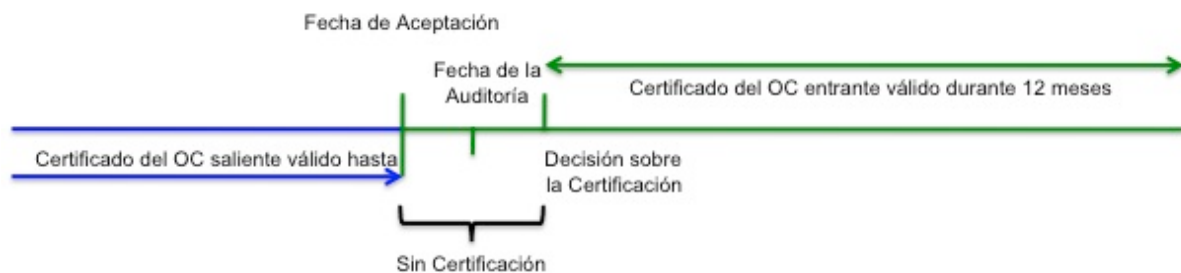 Fecha de Aceptación
Fecha de la
Auditoría
Certificado del OC entrante válido durante 12 meses
Certificado del OC saliente válido hasta
Decisión sobre
la Certificación
Sin Certificación